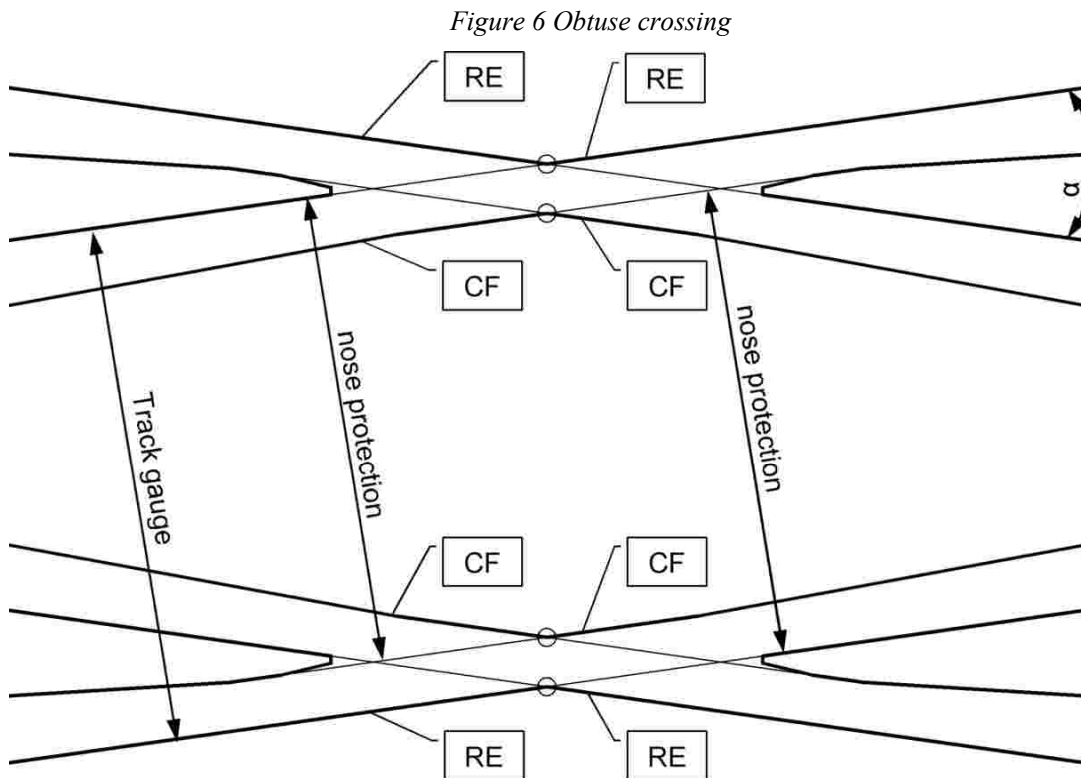 Figure 6 Obtuse crossing
RE
RE
α
CF
CF
nose protection
nose protection
Track gauge
CF
CF
RE
RE